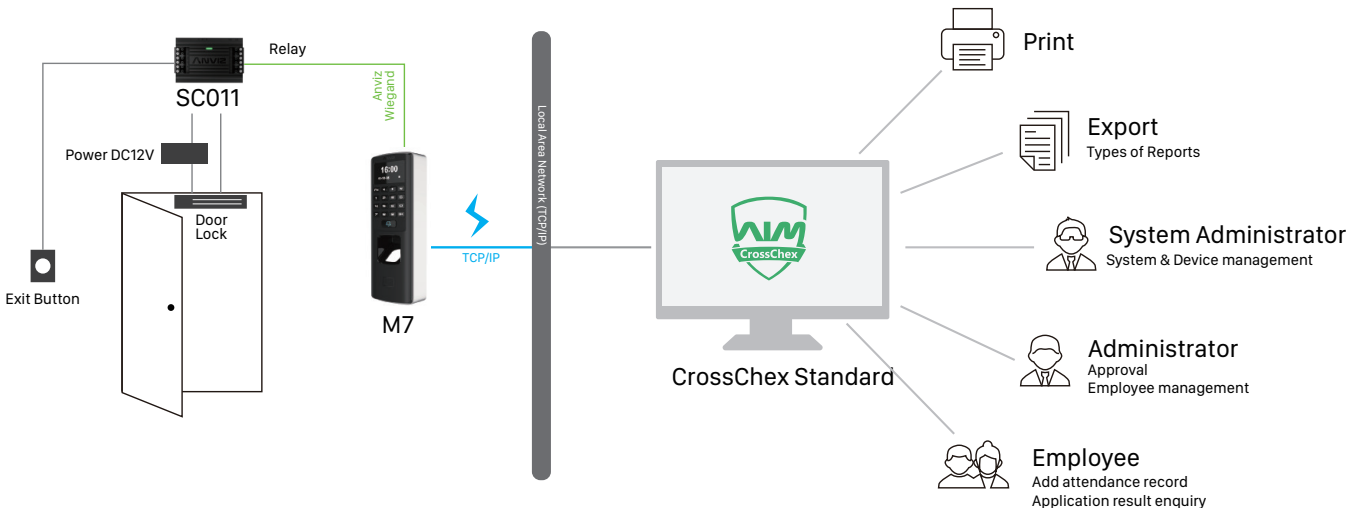 Relay
ANVIZ
SC011
Anviz
Wiegand
Power DC12V
Door
Lock
Exit Button
16:00
M7
TCP/IP
Local Area Network (TCP/IP)
AIM
CrossChex
CrossChex Standard
Print
Export
Types of Reports
System Administrator
System & Device management
Administrator
Approval
Employee management
Employee
Add attendance record
Application result enquiry